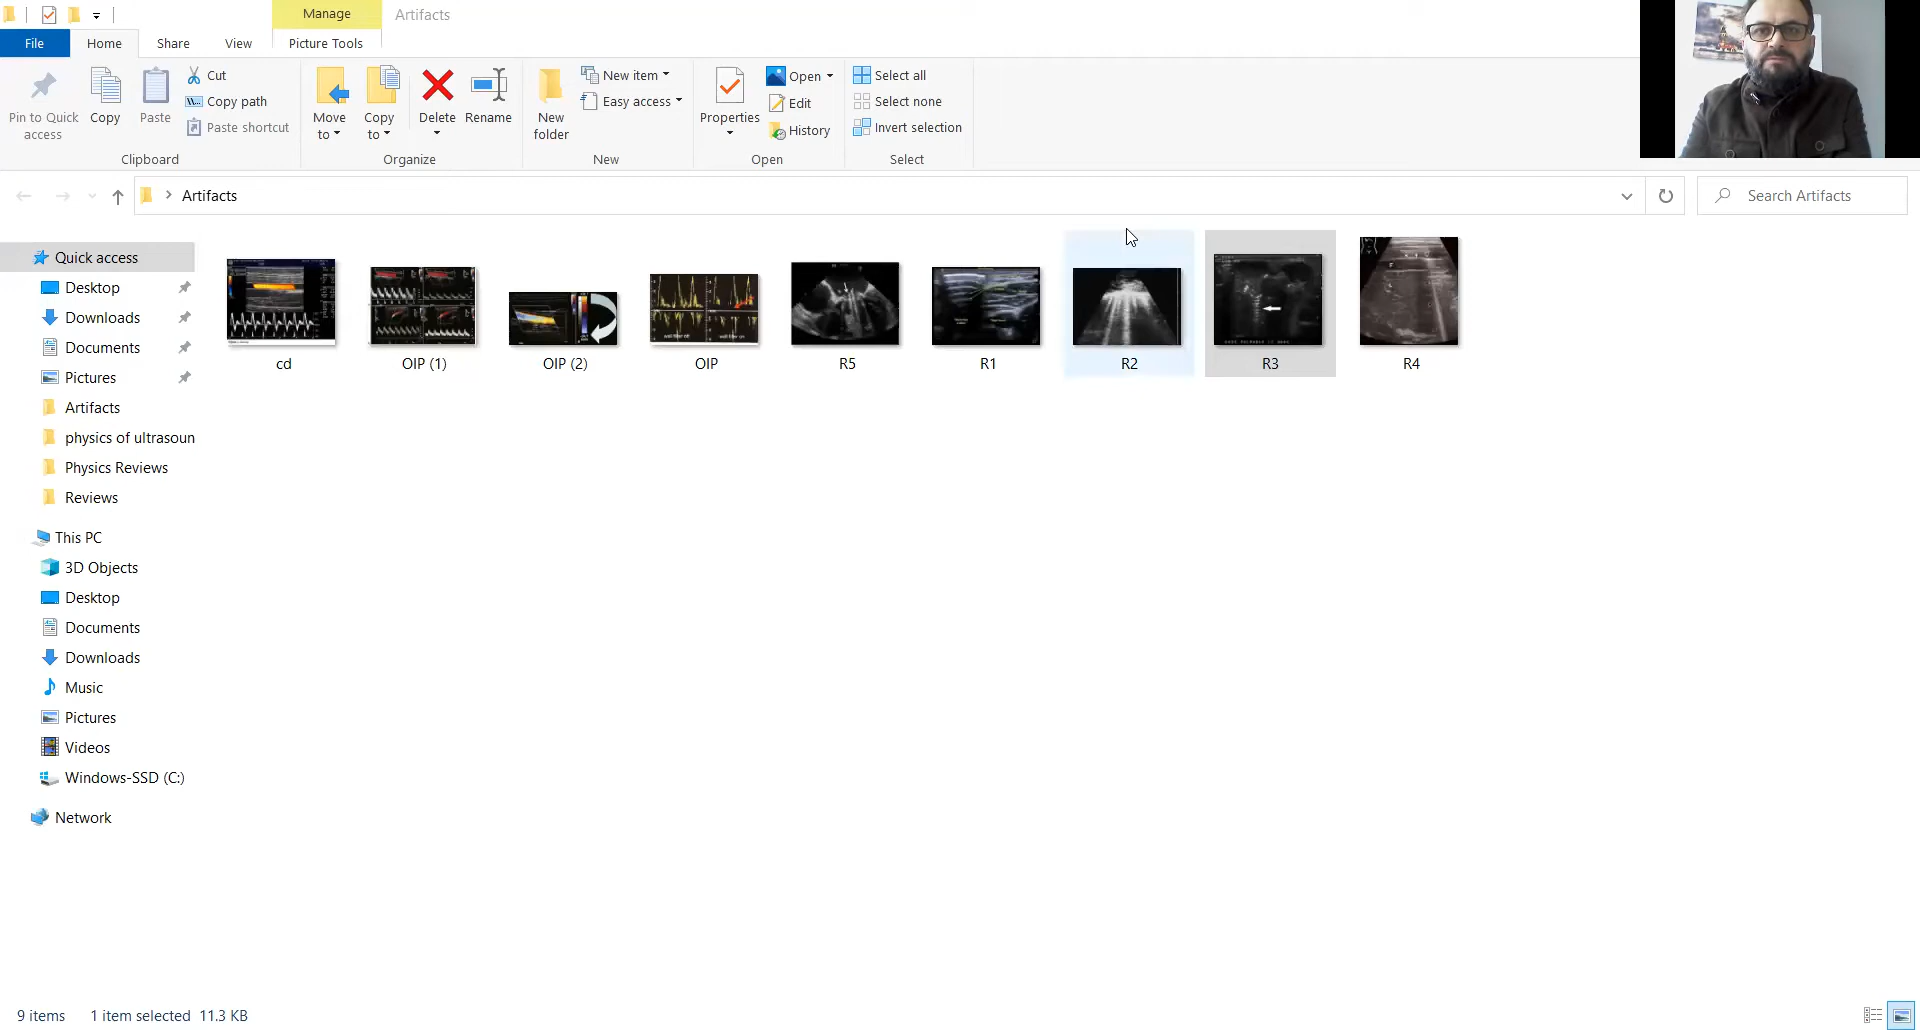 Manage
Artifacts
File
Home
Share
View
Picture Tools
Pin to Quick access
Copy
Paste
Cut
Copy path
Paste shortcut
Clipboard
Move to
Copy to
Delete
Rename
Organize
New folder
New item
Easy access
New
Properties
Open
Edit
History
Open
Select all
Select none
Invert selection
Select
Artifacts
Search Artifacts
Quick access
Desktop
Downloads
Documents
Pictures
Artifacts
physics of ultrasoun
Physics Reviews
Reviews
This PC
3D Objects
Desktop
Documents
Downloads
Music
Pictures
Videos
Windows-SSD (C:)
Network
cd
OIP (1)
OIP (2)
OIP
R5
R1
R2
R3
R4
9 items
1 item selected 11.3 KB